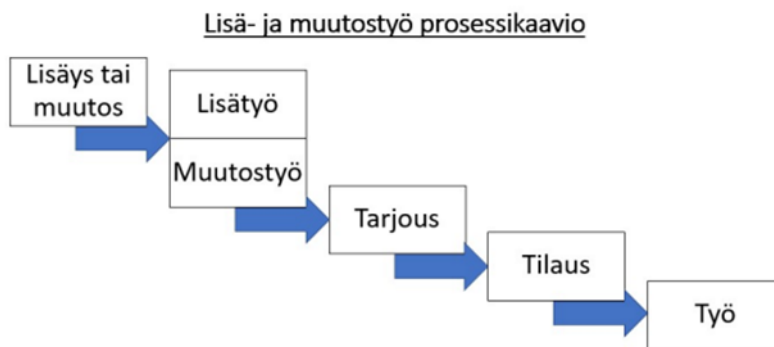 Lisä- ja muutostyö prosessikaavio
Lisäys tai
muutos
Lisätyö
Muutostyö
Tarjous
Tilaus
Työ